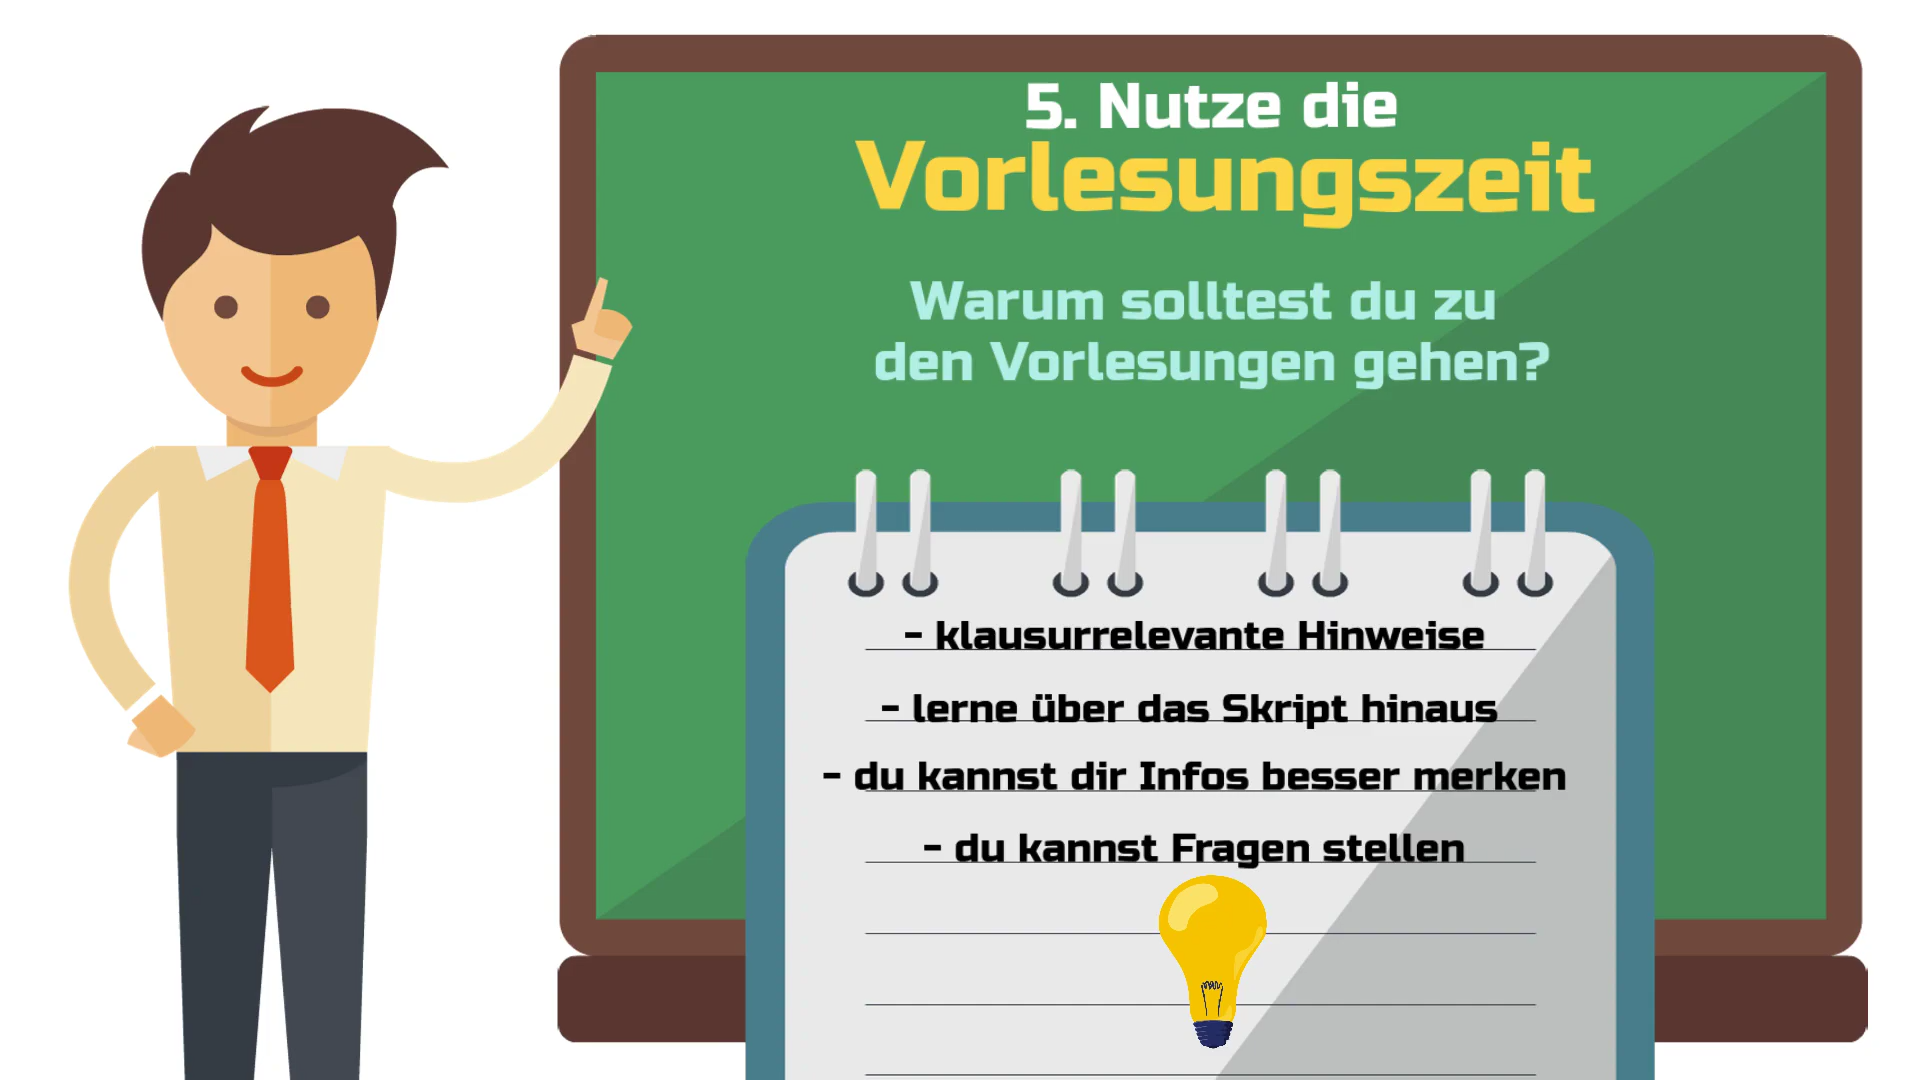 5. Nutze die
Vorlesungszeit
Warum solltest du zu
den Vorlesungen gehen?
- klausurrelevante Hinweise
- lerne über das Skript hinaus
- du kannst dir Infos besser merken
- du kannst Fragen stellen